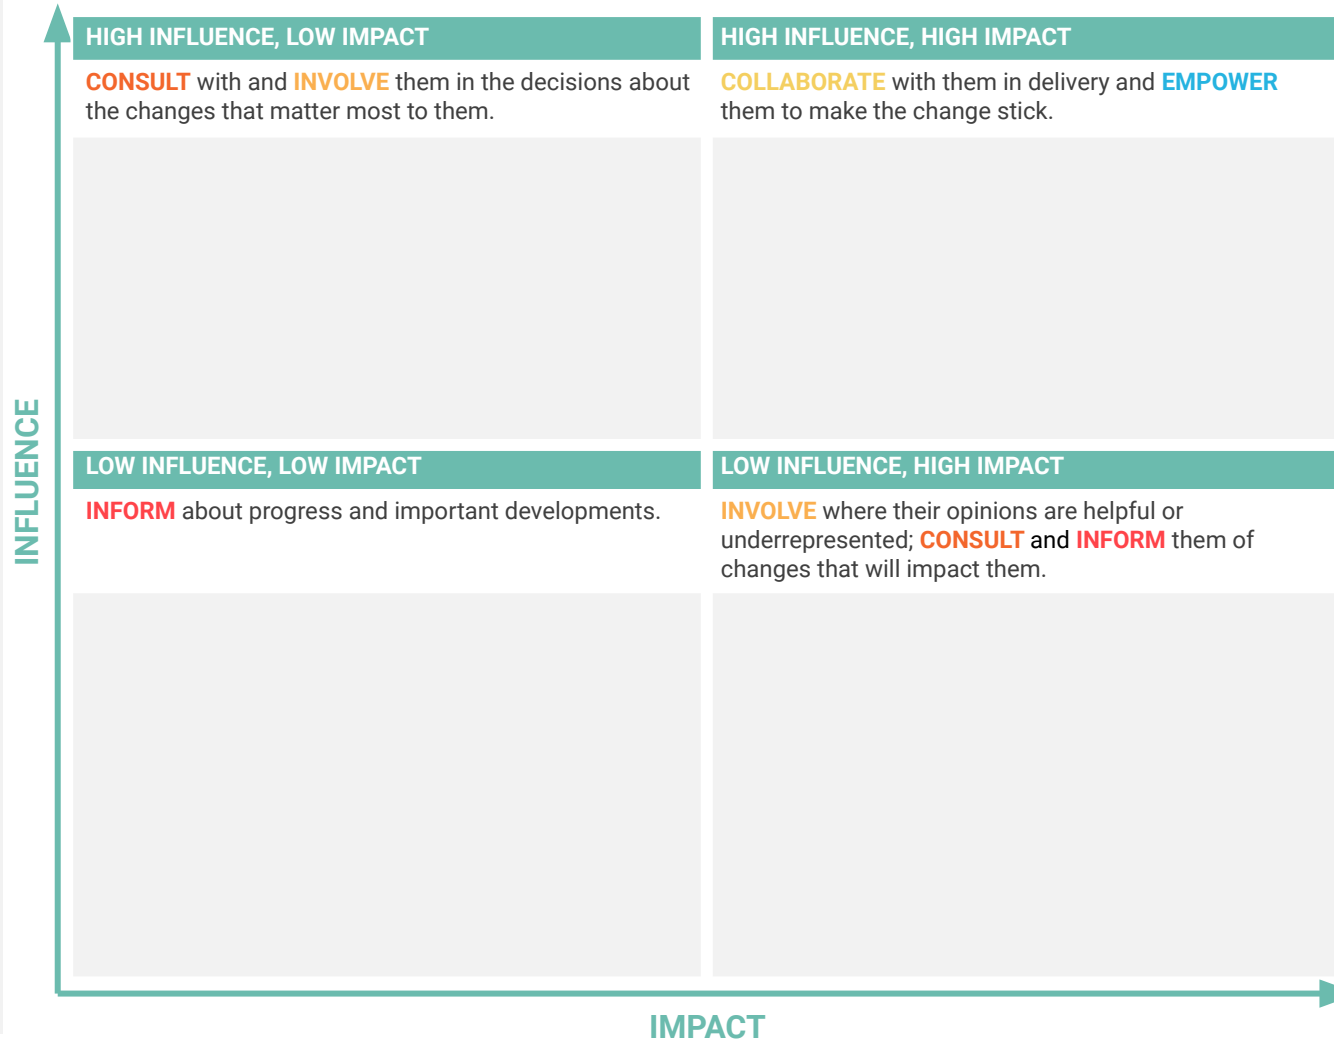 HIGH INFLUENCE, LOW IMPACT
CONSULT with and INVOLVE them in the decisions about
the changes that matter most to them.
HIGH INFLUENCE, HIGH IMPACT
COLLABORATE with them in delivery and EMPOWER
them to make the change stick.
INFLUENCE
LOW INFLUENCE, LOW IMPACT
INFORM about progress and important developments.
LOW INFLUENCE, HIGH IMPACT
INVOLVE where their opinions are helpful or
underrepresented; CONSULT and INFORM them of
changes that will impact them.
IMPACT